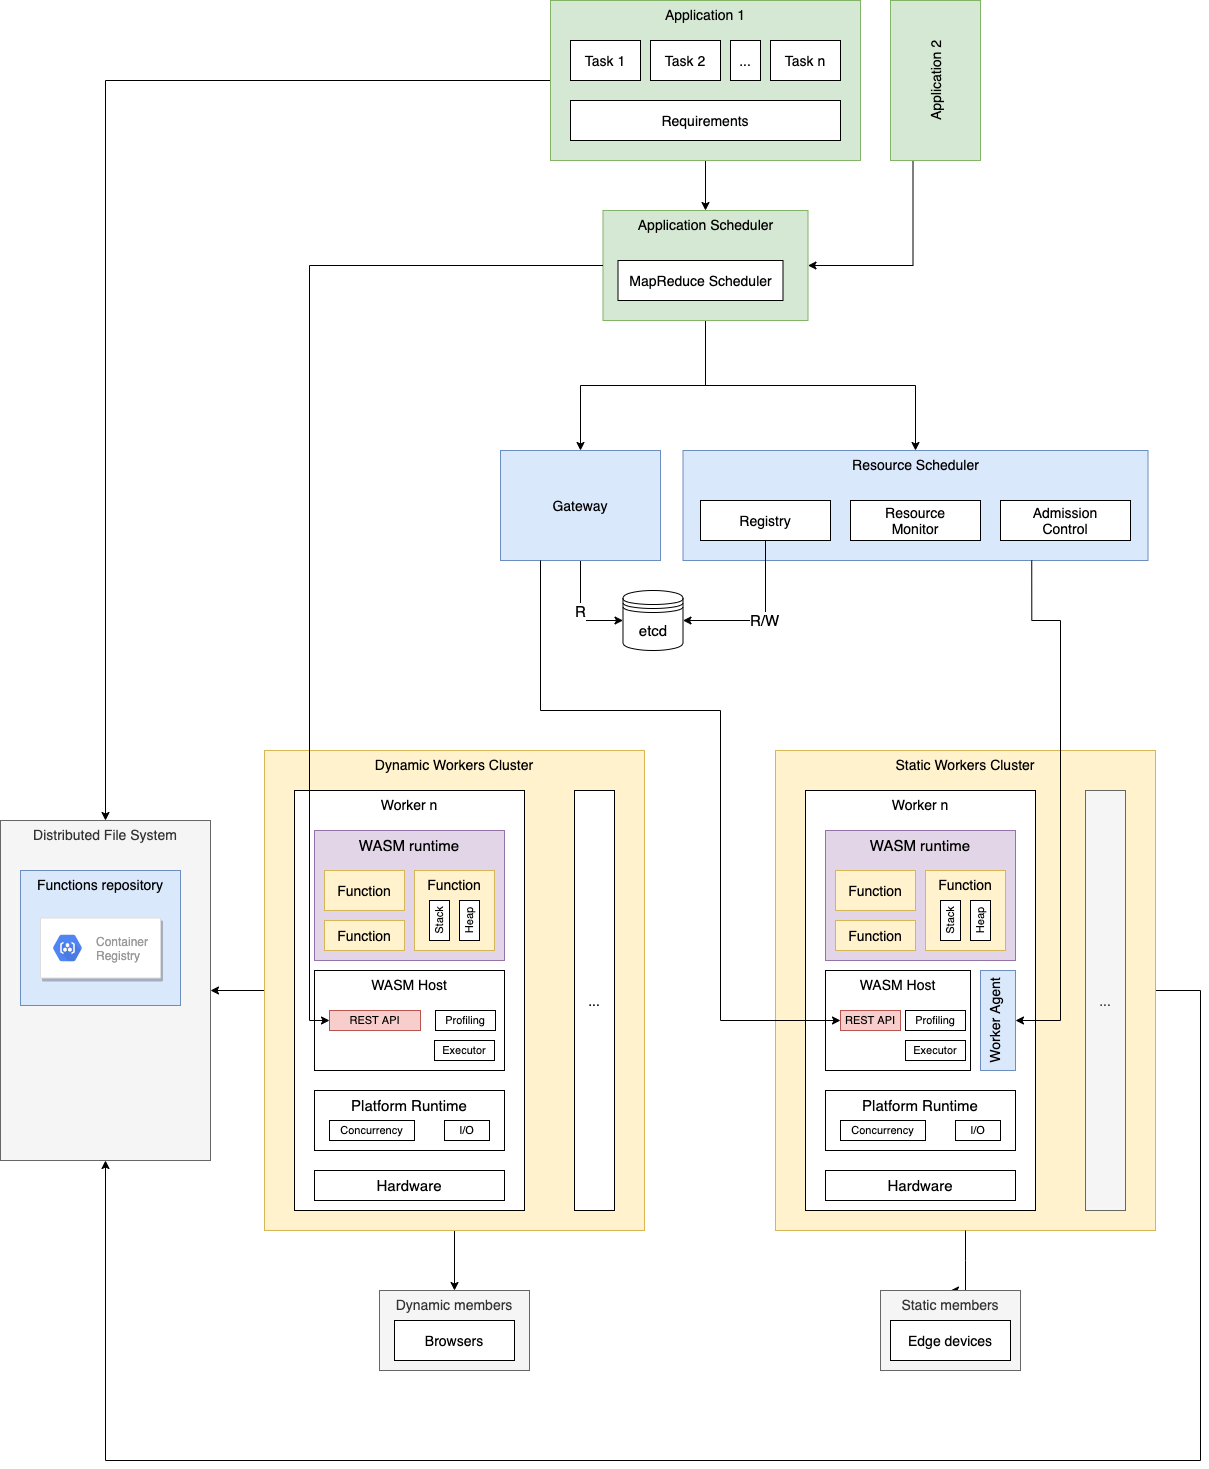 Application 1
Task 1
Task 2
...
Task n
Requirements
Application 2
Application Scheduler
MapReduce Scheduler
Gateway
Resource Scheduler
Registry
Resource
Monitor
Admission
Control
R
etcd
R/W
Distributed File System
Functions repository
Container
Registry
Dynamic Workers Cluster
Worker n
WASM runtime
Function
Function
Function
Stack
Heap
WASM Host
REST API
Profiling
Executor
Platform Runtime
Concurrency
I/O
Hardware
...
Static Workers Cluster
Worker n
WASM runtime
Function
Function
Function
Stack
Heap
WASM Host
REST API
Profiling
Executor
Worker Agent
Platform Runtime
Concurrency
I/O
Hardware
...
Dynamic members
Browsers
Static members
Edge devices